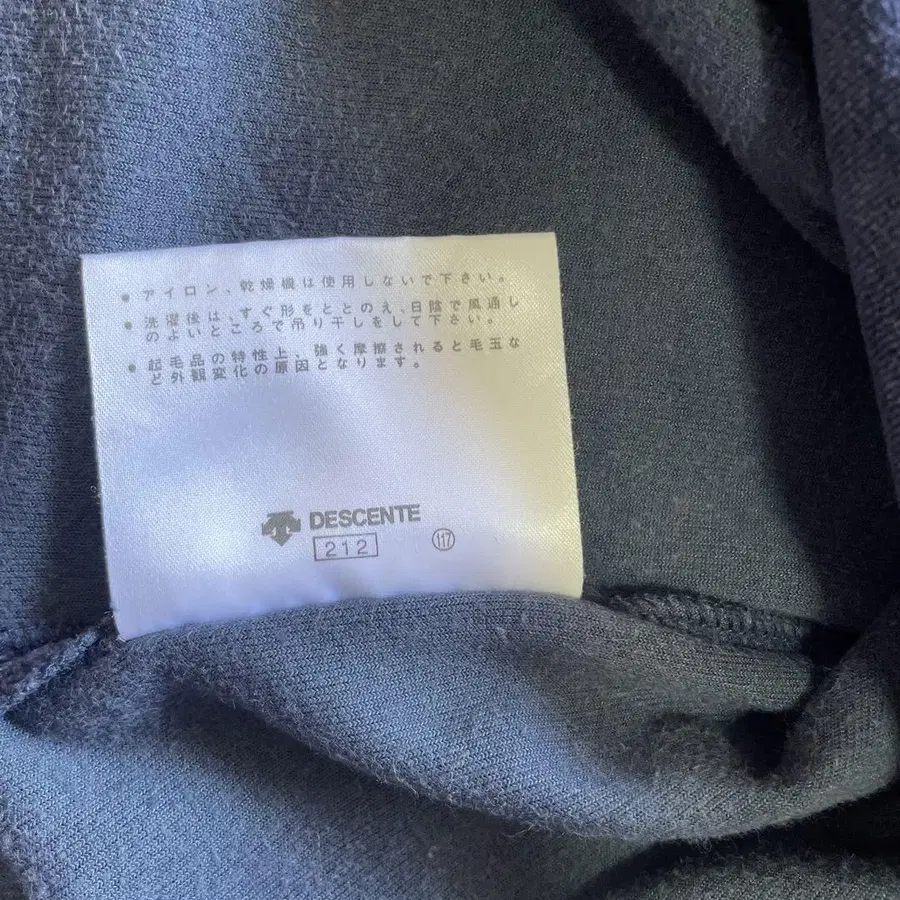 ● アイロン、乾燥機は使用しないで下さい。
● 洗濯後は、すぐ形をととのえ、日陰で風通し
のよいところで吊り干しをして下さい。
● 起毛品の特性上、強く摩擦されると毛玉な
ど外観変化の原因となります。
DESCENTE
212 117